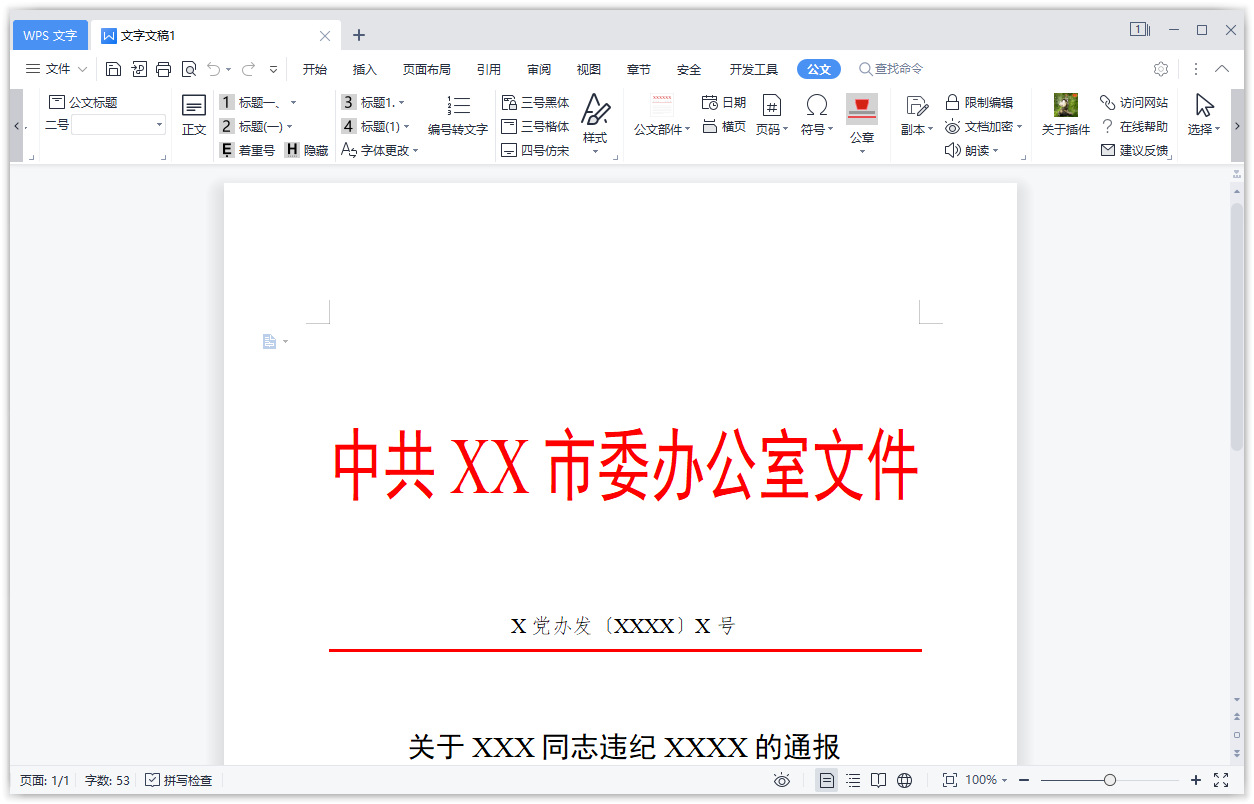 WPS 文字
文字文稿1
1
文件 开始 插入 页面布局 引用 审阅 视图 章节 安全 开发工具 公文 查找命令
公文标题
二号
正文
1 标题一、
2 标题(一)
E 着重号 H 隐藏
3 标题1.
4 标题(1)
字体更改
编号转文字
三号黑体
三号楷体
四号仿宋
样式
公文部件
日期
横页
页码
符号
公章
副本
限制编辑
文档加密
朗读
关于插件
访问网站
在线帮助
建议反馈
选择
中共 XX 市委办公室文件
X 党办发〔XXXX〕X 号
关于 XXX 同志违纪 XXXX 的通报
页面: 1/1 字数: 53 拼写检查 100%